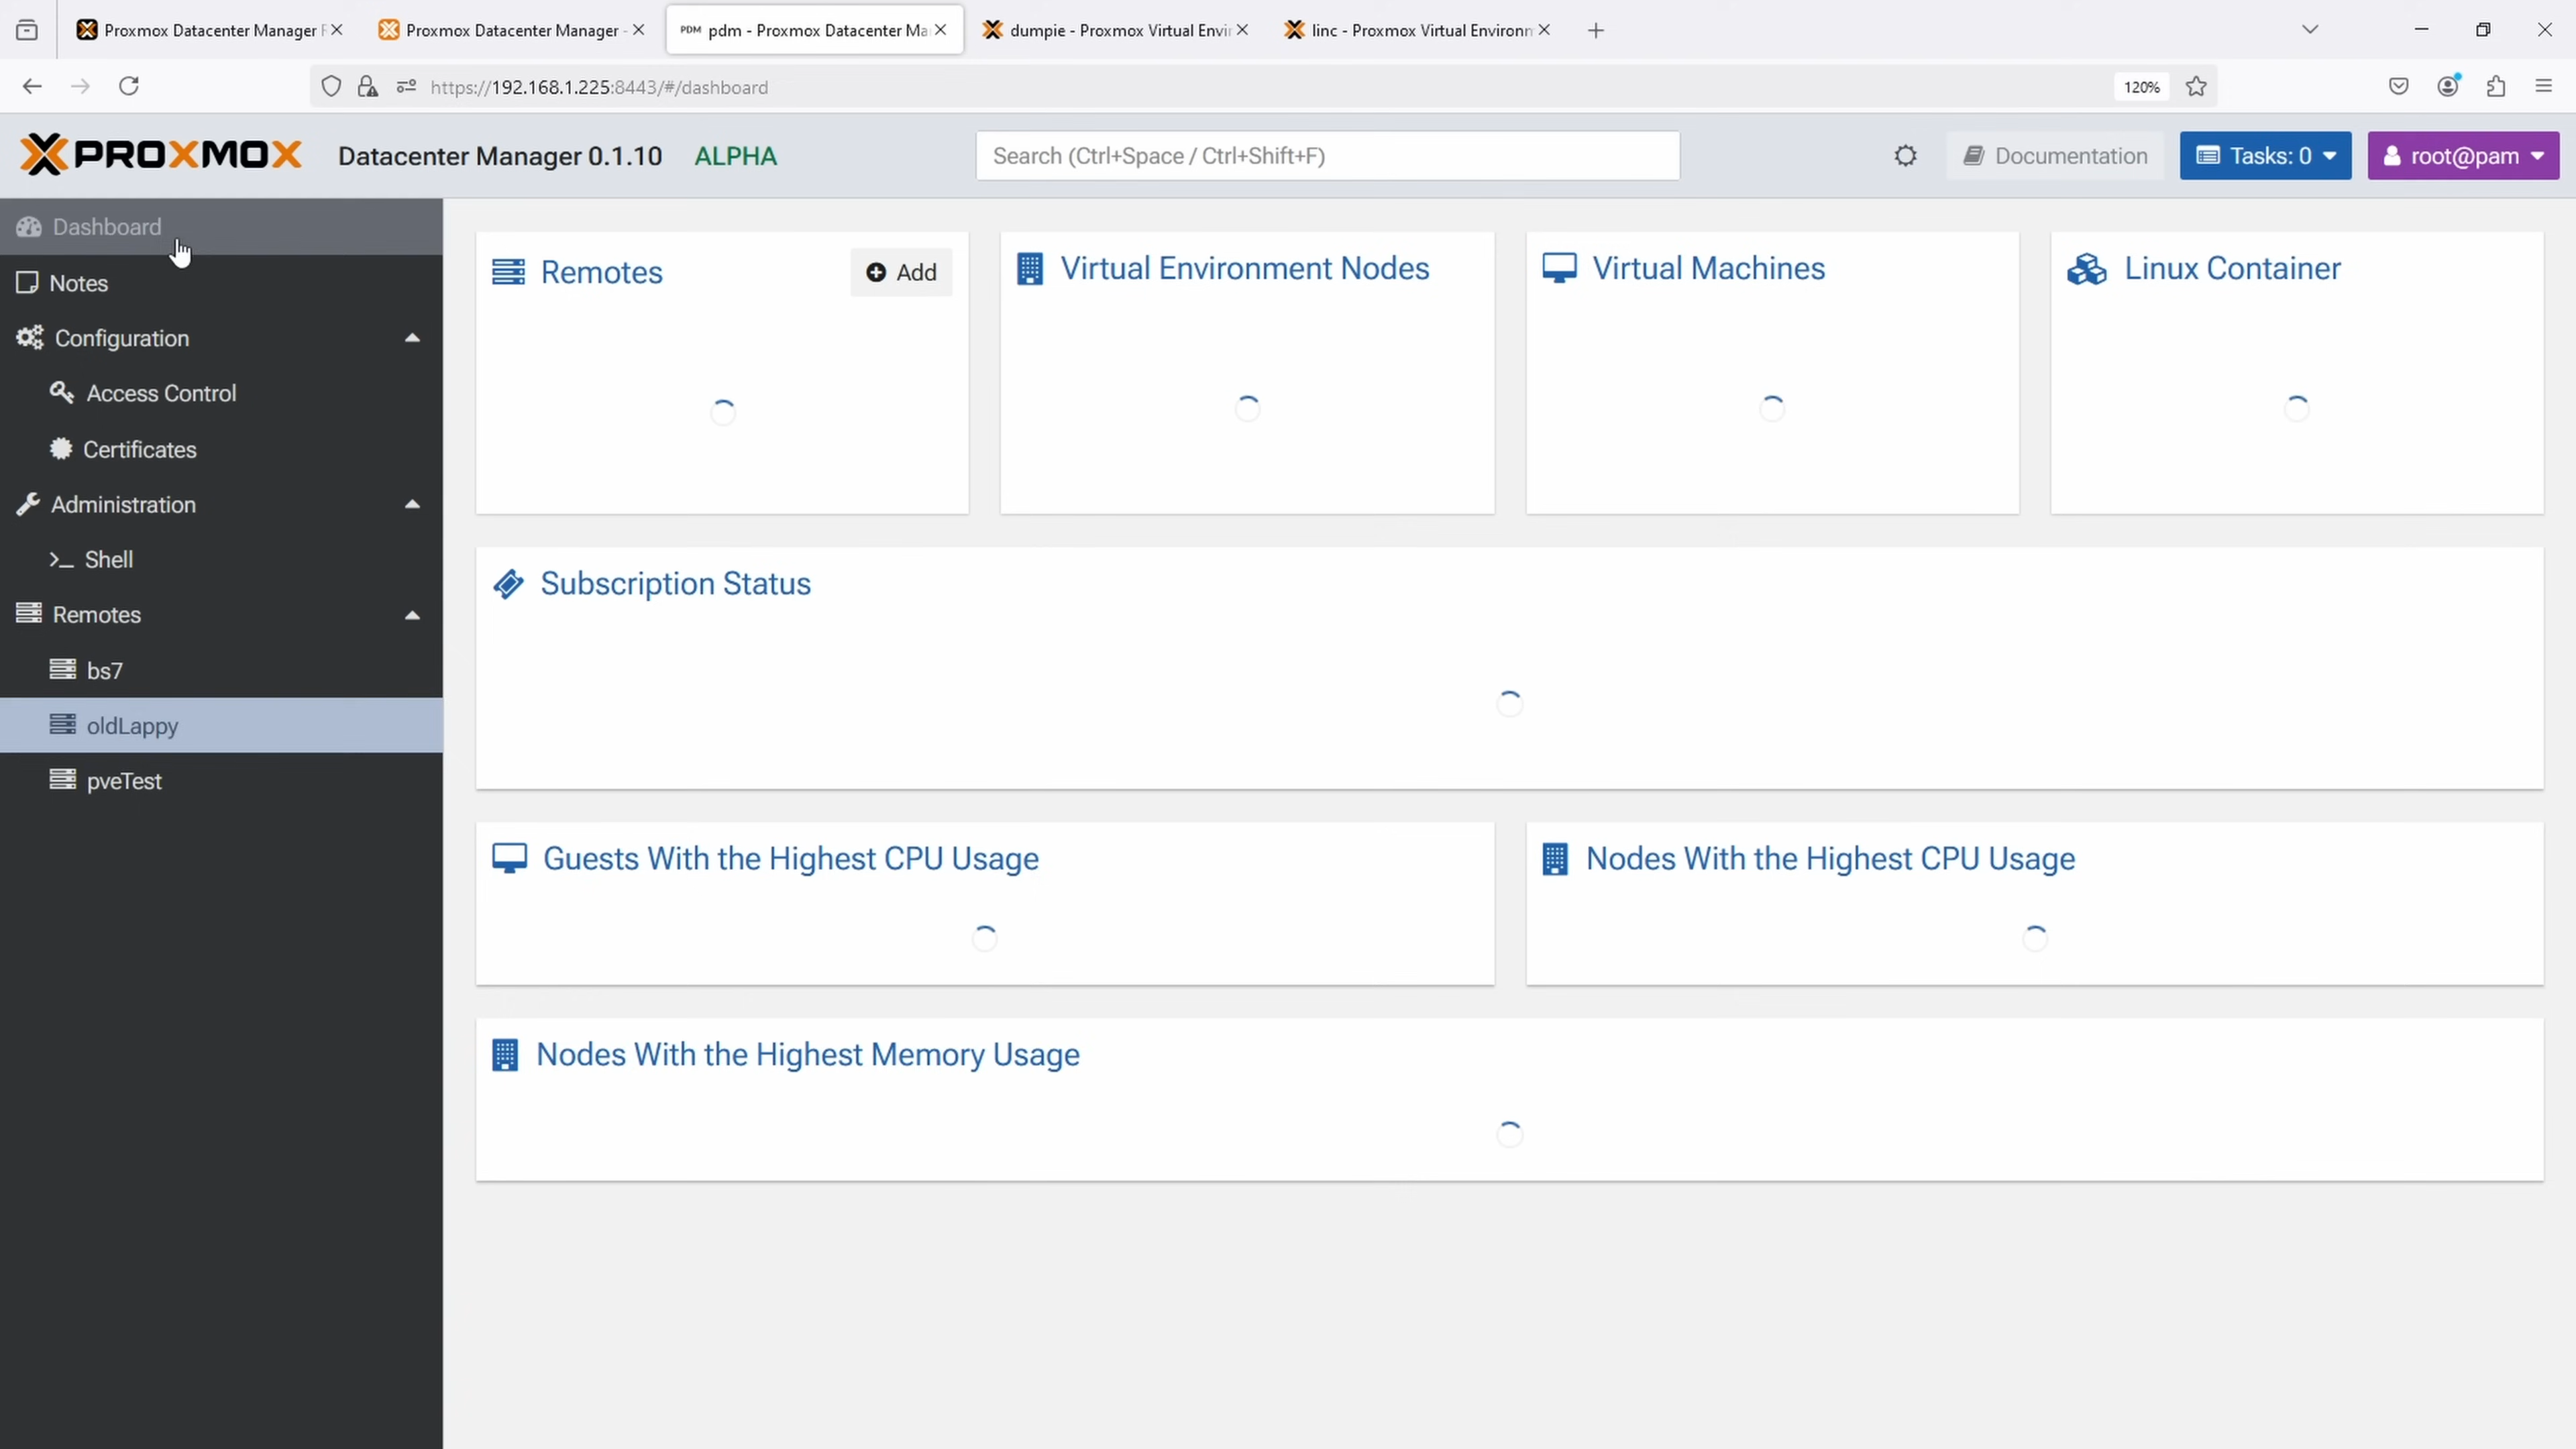 Proxmox Datacenter Manager F
Proxmox Datacenter Manager -
PDM pdm - Proxmox Datacenter Ma
dumpie - Proxmox Virtual Envi
linc - Proxmox Virtual Environm
https://192.168.1.225:8443/#/dashboard
120%
PROXMOX
Datacenter Manager 0.1.10
ALPHA
Search (Ctrl+Space / Ctrl+Shift+F)
Documentation
Tasks: 0
root@pam
Dashboard
Notes
Configuration
Access Control
Certificates
Administration
Shell
Remotes
bs7
oldLappy
pveTest
Remotes
Add
Virtual Environment Nodes
Virtual Machines
Linux Container
Subscription Status
Guests With the Highest CPU Usage
Nodes With the Highest CPU Usage
Nodes With the Highest Memory Usage